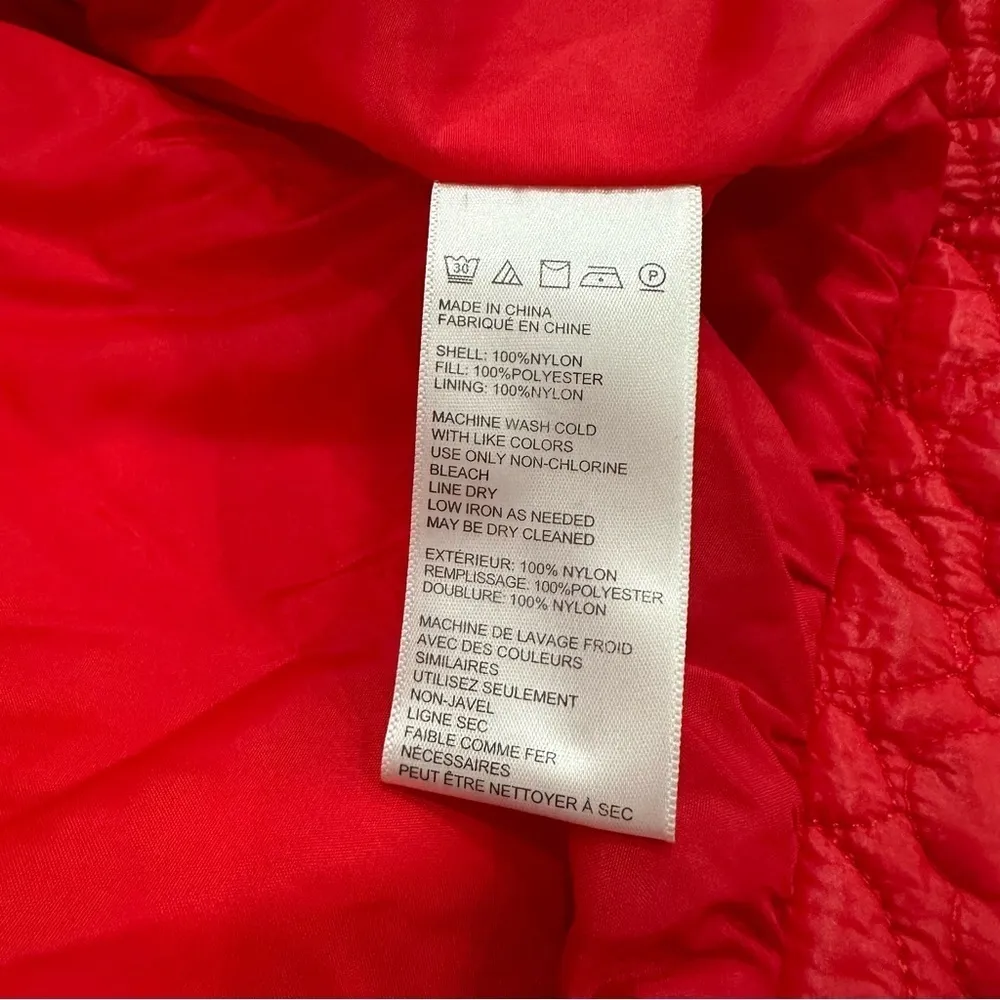 30 P
MADE IN CHINA
FABRIQUÉ EN CHINE
SHELL: 100%NYLON
FILL: 100%POLYESTER
LINING: 100%NYLON
MACHINE WASH COLD
WITH LIKE COLORS
USE ONLY NON-CHLORINE
BLEACH
LINE DRY
LOW IRON AS NEEDED
MAY BE DRY CLEANED
EXTÉRIEUR: 100% NYLON
REMPLISSAGE: 100%POLYESTER
DOUBLURE: 100% NYLON
MACHINE DE LAVAGE FROID
AVEC DES COULEURS
SIMILAIRES
UTILISEZ SEULEMENT
NON-JAVEL
LIGNE SEC
FAIBLE COMME FER
NÉCESSAIRES
PEUT ÊTRE NETTOYER À SEC